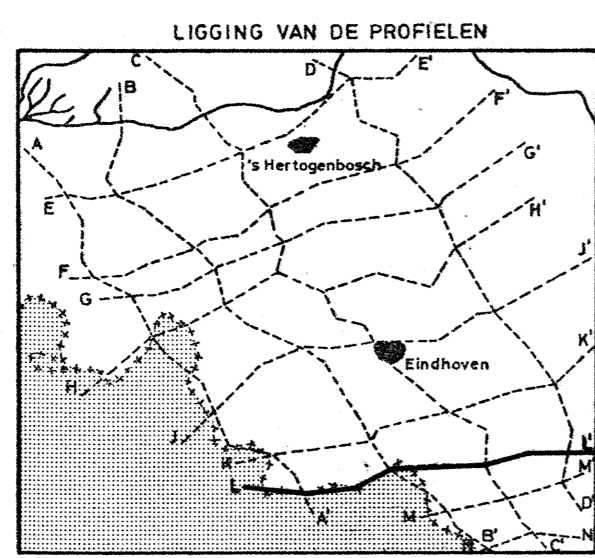 LIGGING VAN DE PROFIELEN
C
D
E'
B
F'
A
G'
's Hertogenbosch
E
H'
J'
F
G
K'
Eindhoven
H
J
L'
K
M'
L
D'
A'
M
B'
N
N
C'